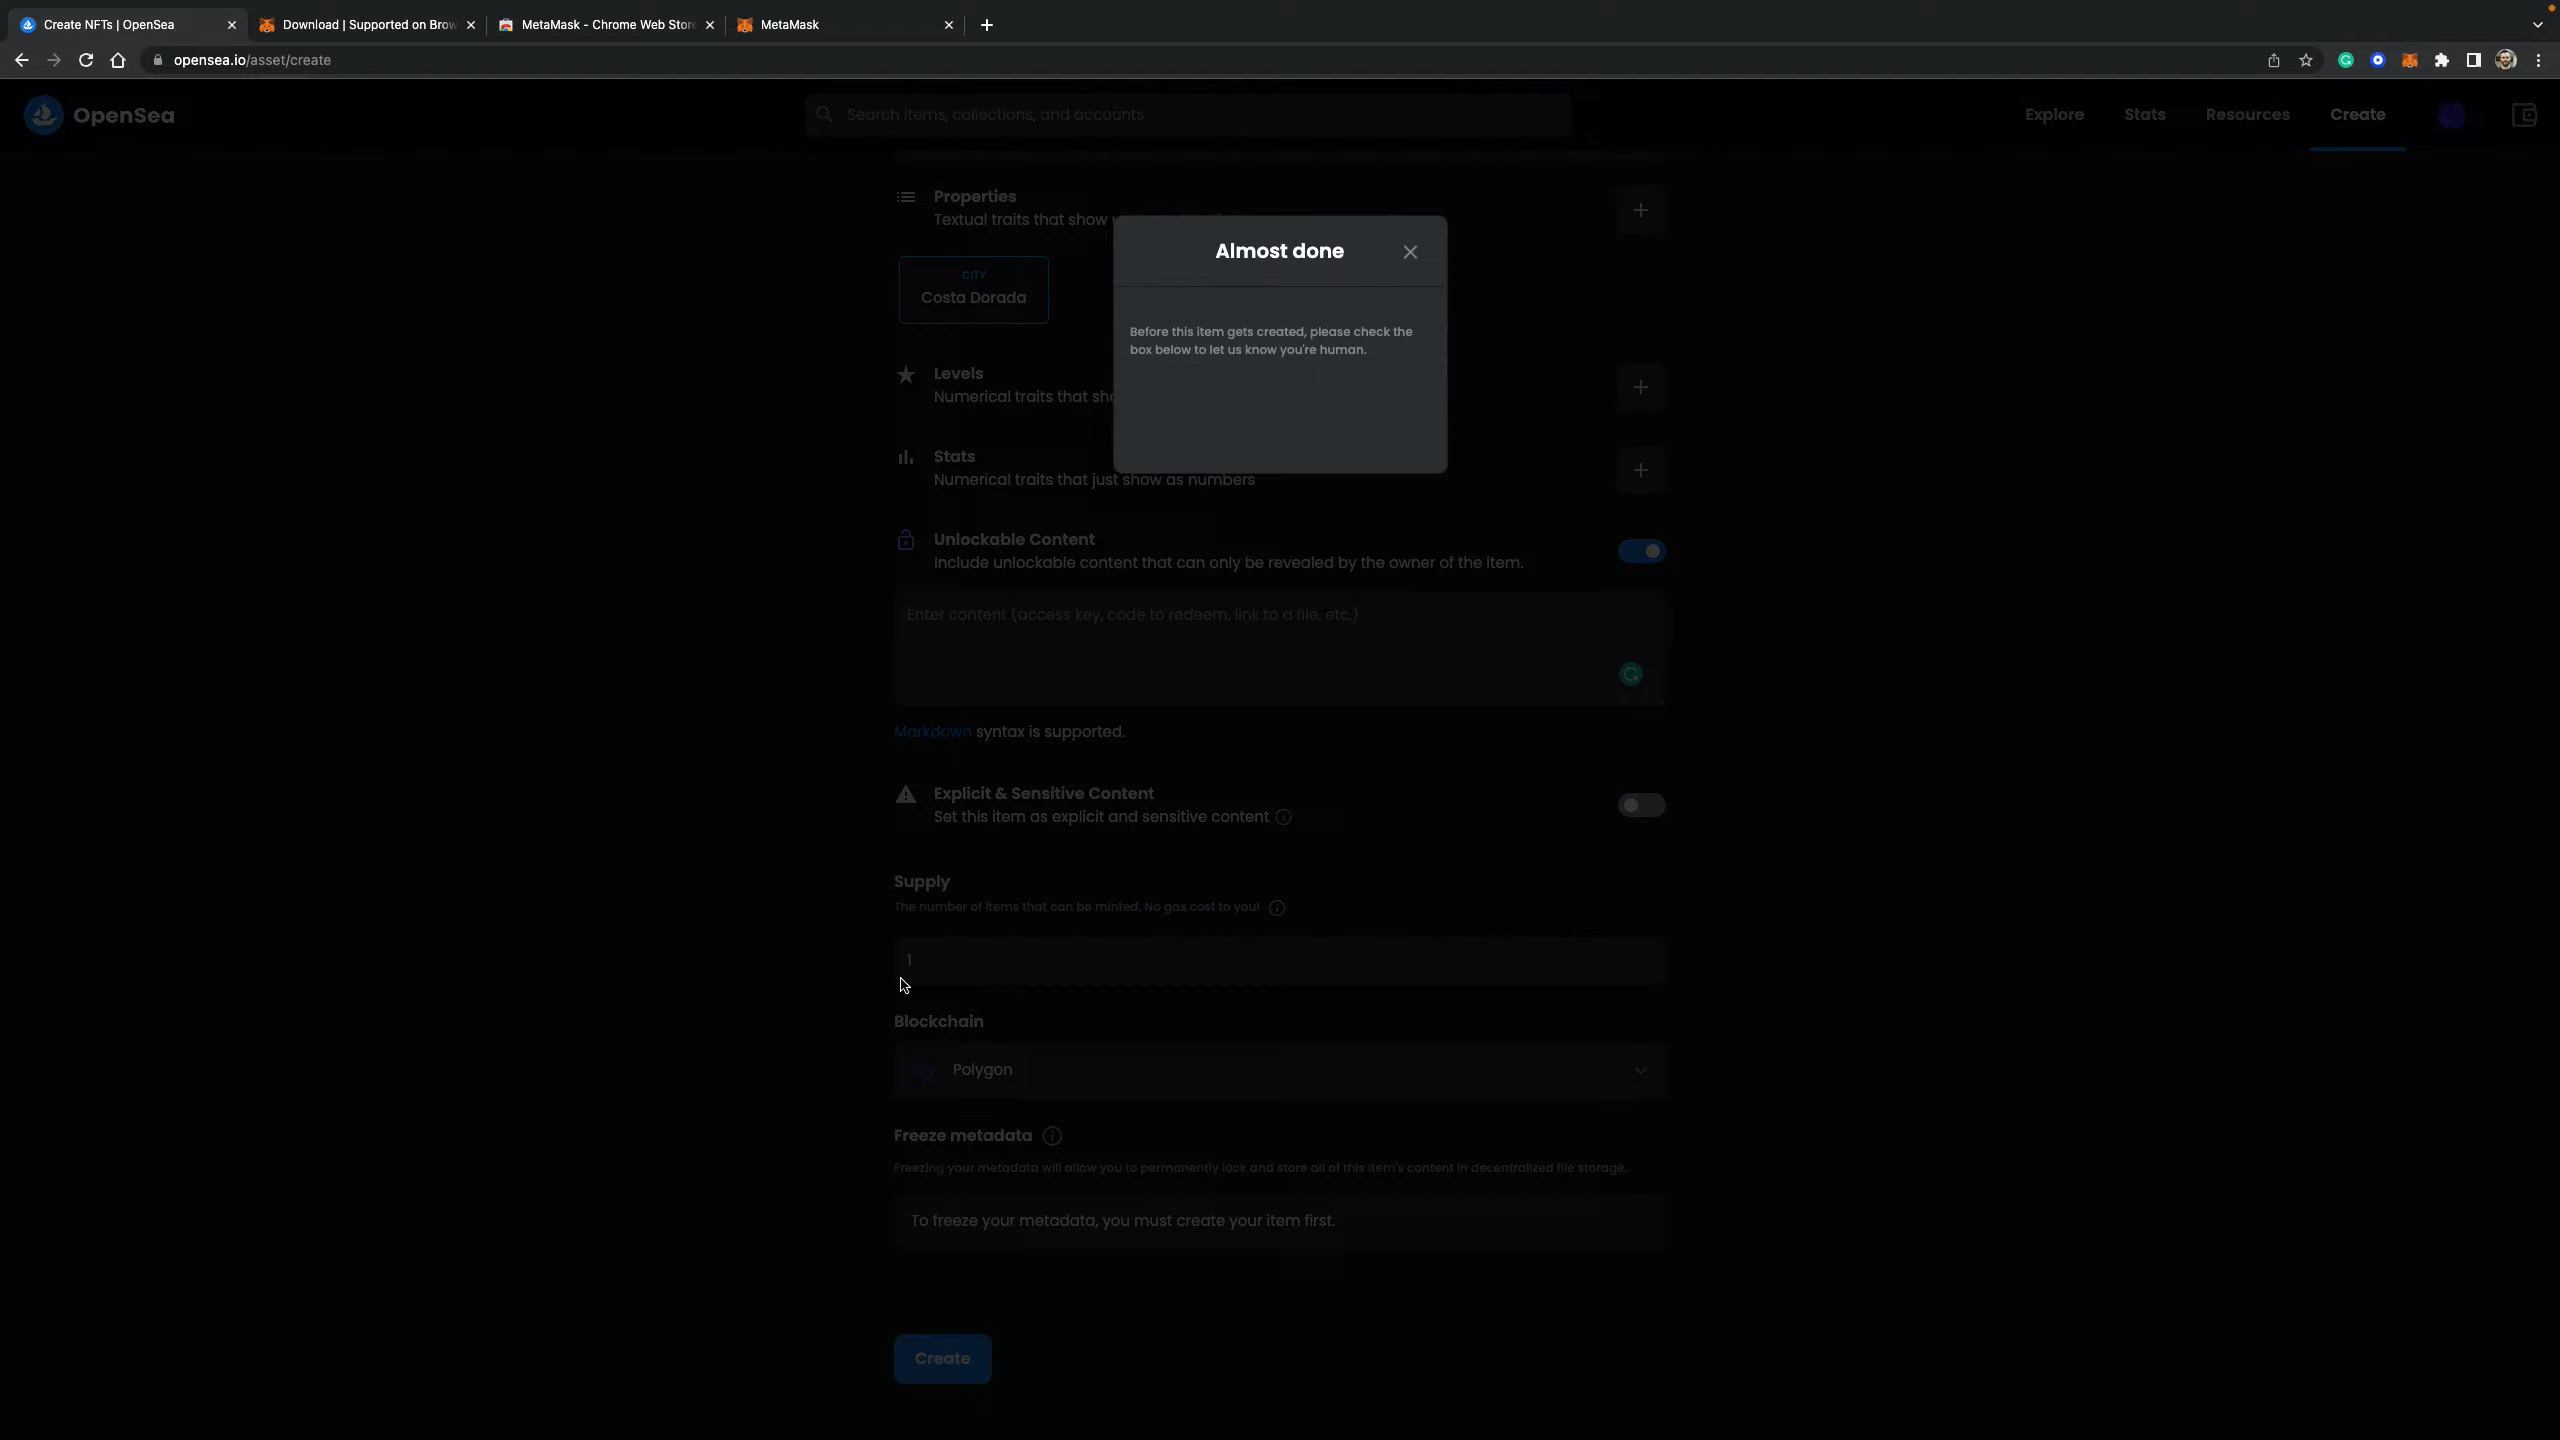 Create NFTs | OpenSea
Download | Supported on Brow
MetaMask - Chrome Web Store
MetaMask
opensea.io/asset/create
OpenSea
Search items, collections, and accounts
Explore
Stats
Resources
Create
Properties
Textual traits that show
Almost done
CITY
Costa Dorada
Before this item gets created, please check the
box below to let us know you're human.
Levels
Numerical traits that sho
Stats
Numerical traits that just show as numbers
Unlockable Content
Include unlockable content that can only be revealed by the owner of the item.
Enter content (access key, code to redeem, link to a file, etc.)
Markdown syntax is supported.
Explicit & Sensitive Content
Set this item as explicit and sensitive content
Supply
The number of items that can be minted. No gas cost to you!
1
Blockchain
Polygon
Freeze metadata
Freezing your metadata will allow you to permanently lock and store all of this item's content in decentralized file storage.
To freeze your metadata, you must create your item first.
Create